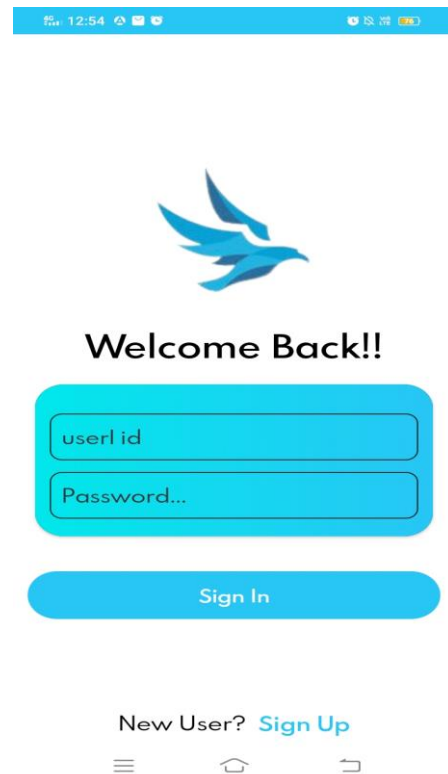 12:54
Welcome Back!!
userl id
Password...
Sign In
New User? Sign Up